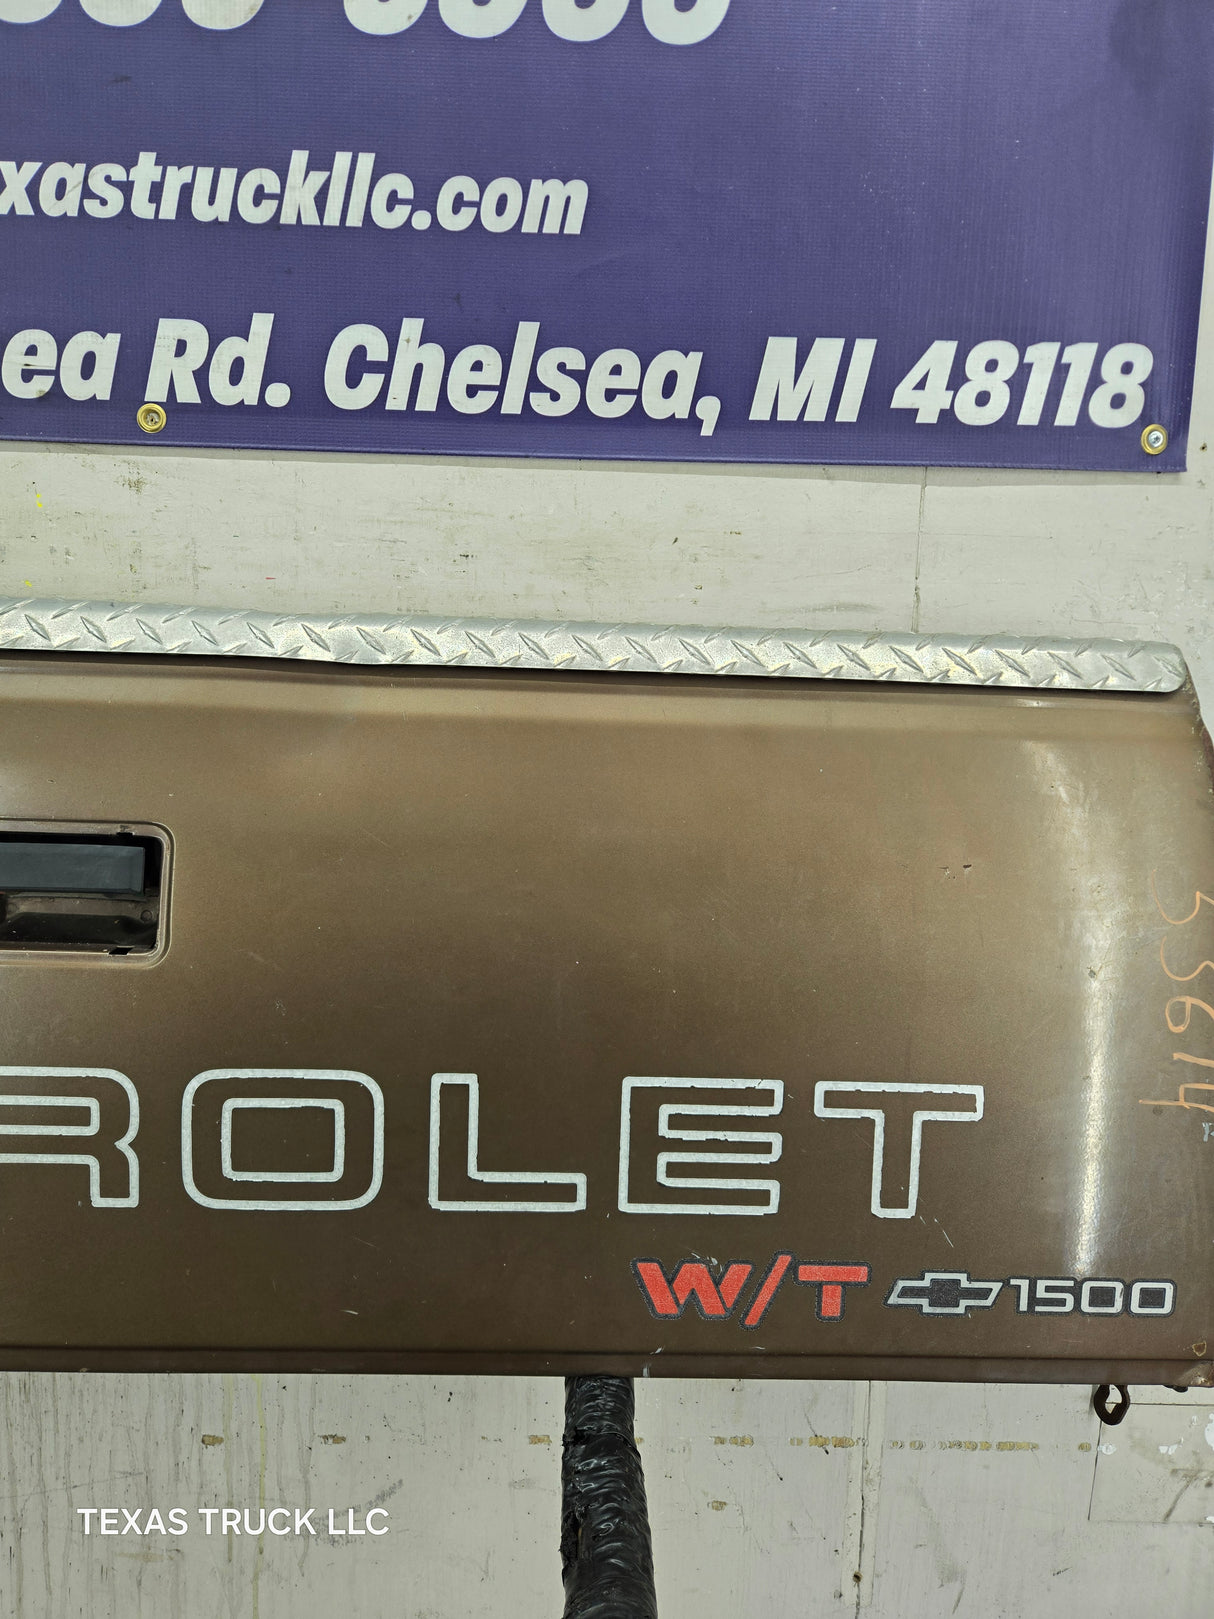 xastruckllc.com
ea Rd. Chelsea, MI 48118
ROLET
W/T 1500
TEXAS TRUCK LLC